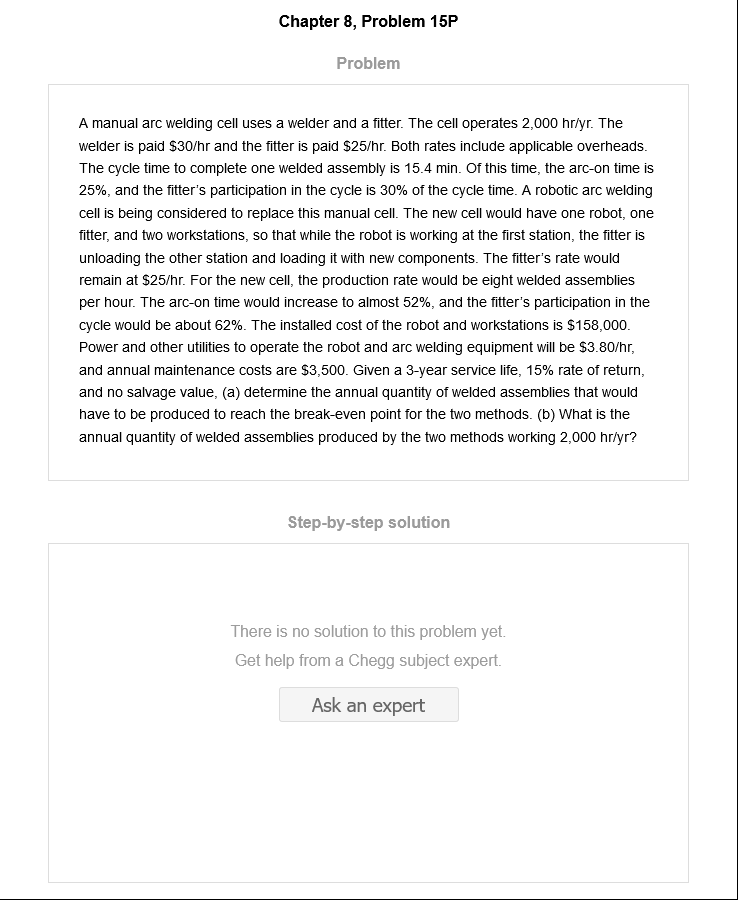 Chapter 8, Problem 15P
Problem
A manual arc welding cell uses a welder and a fitter. The cell operates 2,000 hr/yr. The
welder is paid $30/hr and the fitter is paid $25/hr. Both rates include applicable overheads.
The cycle time to complete one welded assembly is 15.4 min. Of this time, the arc-on time is
25%, and the fitter's participation in the cycle is 30% of the cycle time. A robotic arc welding
cell is being considered to replace this manual cell. The new cell would have one robot, one
fitter, and two workstations, so that while the robot is working at the first station, the fitter is
unloading the other station and loading it with new components. The fitter's rate would
remain at $25/hr. For the new cell, the production rate would be eight welded assemblies
per hour. The arc-on time would increase to almost 52%, and the fitter's participation in the
cycle would be about 62%. The installed cost of the robot and workstations is $158,000.
Power and other utilities to operate the robot and arc welding equipment will be $3.80/hr,
and annual maintenance costs are $3,500. Given a 3-year service life, 15% rate of return,
and no salvage value, (a) determine the annual quantity of welded assemblies that would
have to be produced to reach the break-even point for the two methods. (b) What is the
annual quantity of welded assemblies produced by the two methods working 2,000 hr/yr?
Step-by-step solution
There is no solution to this problem yet.
Get help from a Chegg subject expert.
Ask an expert